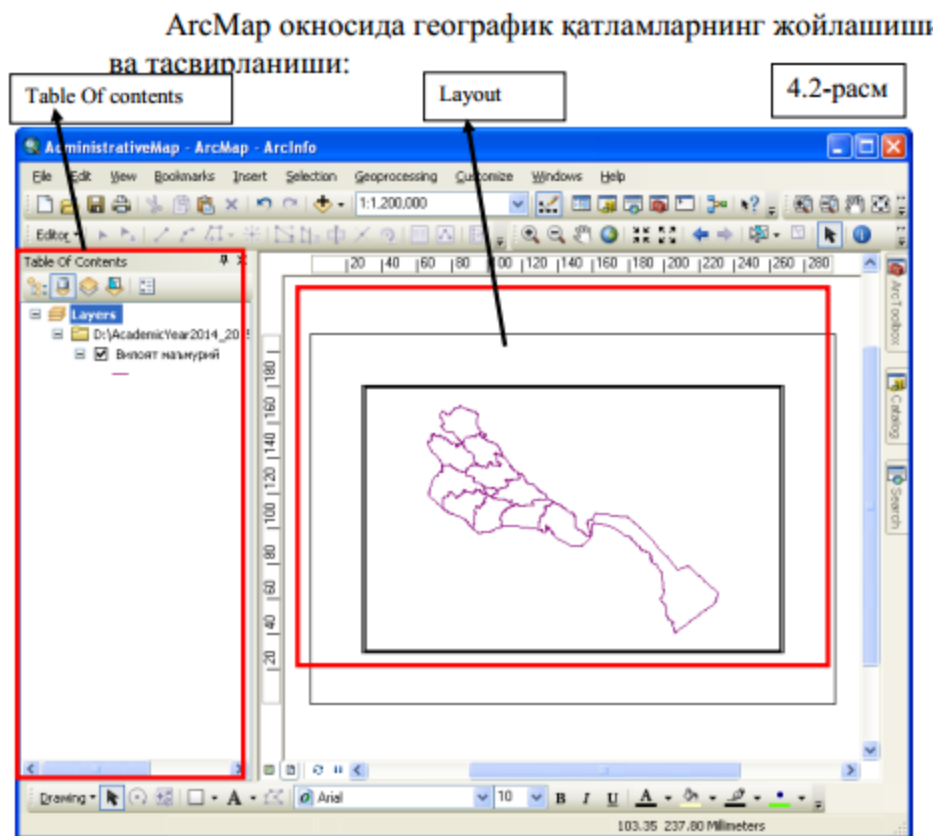 ArcMap окносида географик қатламларнинг жойлашиши
ва тасвирланиши:
Table Of contents
Layout
4.2-расм
AdministrativeMap - ArcMap - ArcInfo
File Edit View Bookmarks Insert Selection Geoprocessing Customize Windows Help
1:1.200.000
Editor
Table Of Contents
|20 |40 |60 |80 |100 |120 |140 |160 |180 |200 |220 |240 |260 |280
Layers
D:\AcademicYear2014_201
Вилоят маъмурий
|20 |40 |60 |80 |100 |120 |140 |160 |180
ArcToolbox
Catalog
Search
Drawing Arial 10 B I U A
103.35 237.80 Millimeters